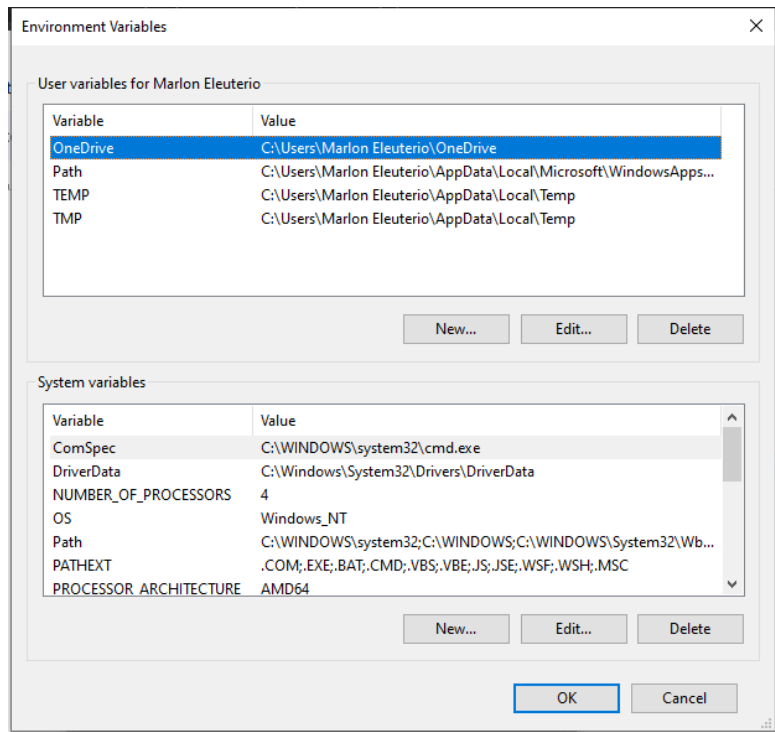 Environment Variables
User variables for Marlon Eleuterio
Variable Value
OneDrive C:\Users\Marlon Eleuterio\OneDrive
Path C:\Users\Marlon Eleuterio\AppData\Local\Microsoft\WindowsApps...
TEMP C:\Users\Marlon Eleuterio\AppData\Local\Temp
TMP C:\Users\Marlon Eleuterio\AppData\Local\Temp
New... Edit... Delete
System variables
Variable Value
ComSpec C:\WINDOWS\system32\cmd.exe
DriverData C:\Windows\System32\Drivers\DriverData
NUMBER_OF_PROCESSORS 4
OS Windows_NT
Path C:\WINDOWS\system32;C:\WINDOWS;C:\WINDOWS\System32\Wb...
PATHEXT .COM;.EXE;.BAT;.CMD;.VBS;.VBE;.JS;.JSE;.WSF;.WSH;.MSC
PROCESSOR_ARCHITECTURE AMD64
New... Edit... Delete
OK Cancel